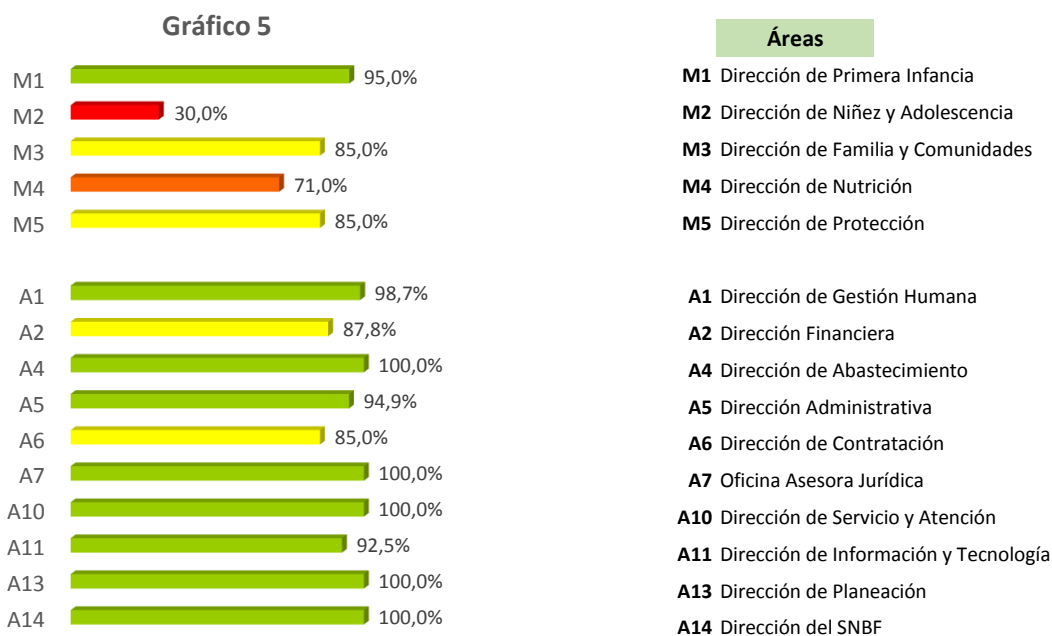 Gráfico 5
M1 95,0%
M2 30,0%
M3 85,0%
M4 71,0%
M5 85,0%
A1 98,7%
A2 87,8%
A4 100,0%
A5 94,9%
A6 85,0%
A7 100,0%
A10 100,0%
A11 92,5%
A13 100,0%
A14 100,0%
Áreas
M1 Dirección de Primera Infancia
M2 Dirección de Niñez y Adolescencia
M3 Dirección de Familia y Comunidades
M4 Dirección de Nutrición
M5 Dirección de Protección
A1 Dirección de Gestión Humana
A2 Dirección Financiera
A4 Dirección de Abastecimiento
A5 Dirección Administrativa
A6 Dirección de Contratación
A7 Oficina Asesora Jurídica
A10 Dirección de Servicio y Atención
A11 Dirección de Información y Tecnología
A13 Dirección de Planeación
A14 Dirección del SNBF